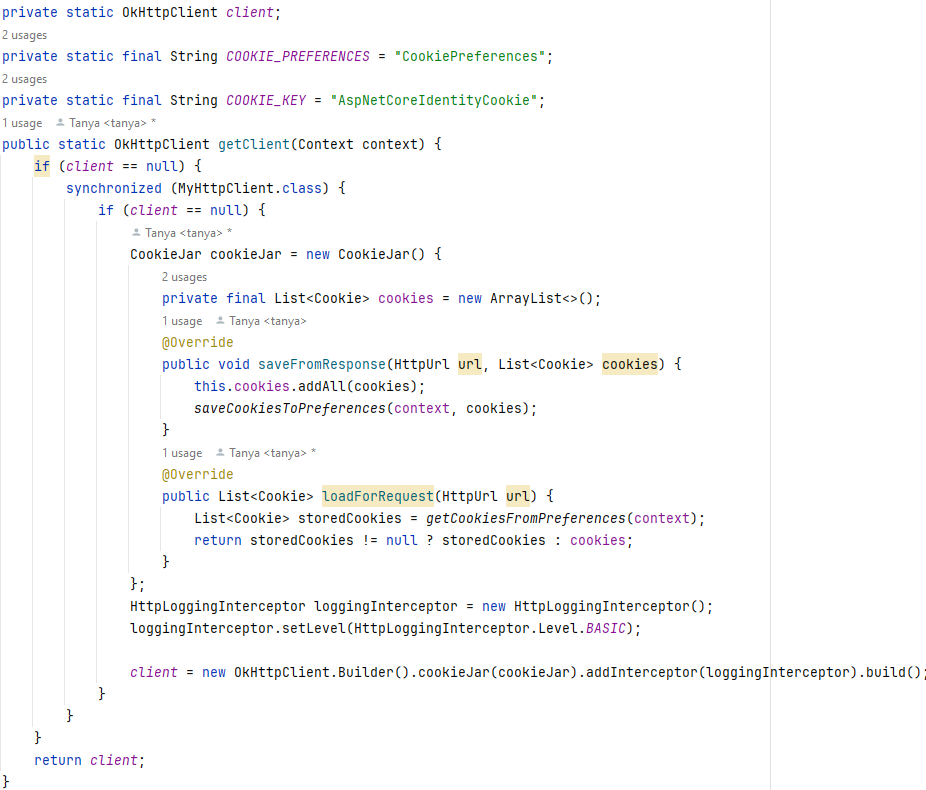 private static OkHttpClient client;
2 usages
private static final String COOKIE_PREFERENCES = "CookiePreferences";
2 usages
private static final String COOKIE_KEY = "AspNetCoreIdentityCookie";
1 usage Tanya <tanya> *
public static OkHttpClient getClient(Context context) {
if (client == null) {
synchronized (MyHttpClient.class) {
if (client == null) {
Tanya <tanya> *
CookieJar cookieJar = new CookieJar() {
2 usages
private final List<Cookie> cookies = new ArrayList<>();
1 usage Tanya <tanya>
@Override
public void saveFromResponse(HttpUrl url, List<Cookie> cookies) {
this.cookies.addAll(cookies);
saveCookiesToPreferences(context, cookies);
}
1 usage Tanya <tanya> *
@Override
public List<Cookie> loadForRequest(HttpUrl url) {
List<Cookie> storedCookies = getCookiesFromPreferences(context);
return storedCookies != null ? storedCookies : cookies;
}
};
HttpLoggingInterceptor loggingInterceptor = new HttpLoggingInterceptor();
loggingInterceptor.setLevel(HttpLoggingInterceptor.Level.BASIC);
client = new OkHttpClient.Builder().cookieJar(cookieJar).addInterceptor(loggingInterceptor).build();
}
}
}
return client;
}